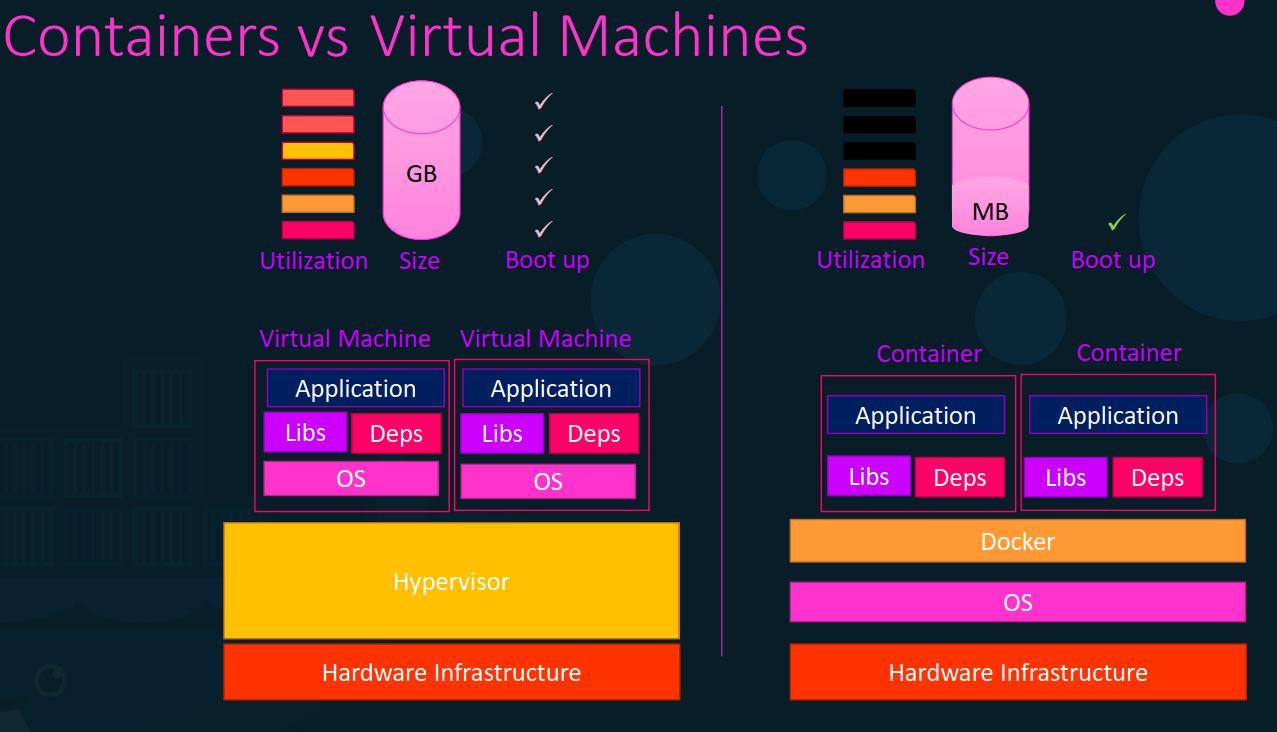 Containers vs Virtual Machines
GB
Utilization Size Boot up
MB
Utilization Size Boot up
Virtual Machine Virtual Machine
Application Application
Libs Deps Libs Deps
OS OS
Hypervisor
Hardware Infrastructure
Container Container
Application Application
Libs Deps Libs Deps
Docker
OS
Hardware Infrastructure